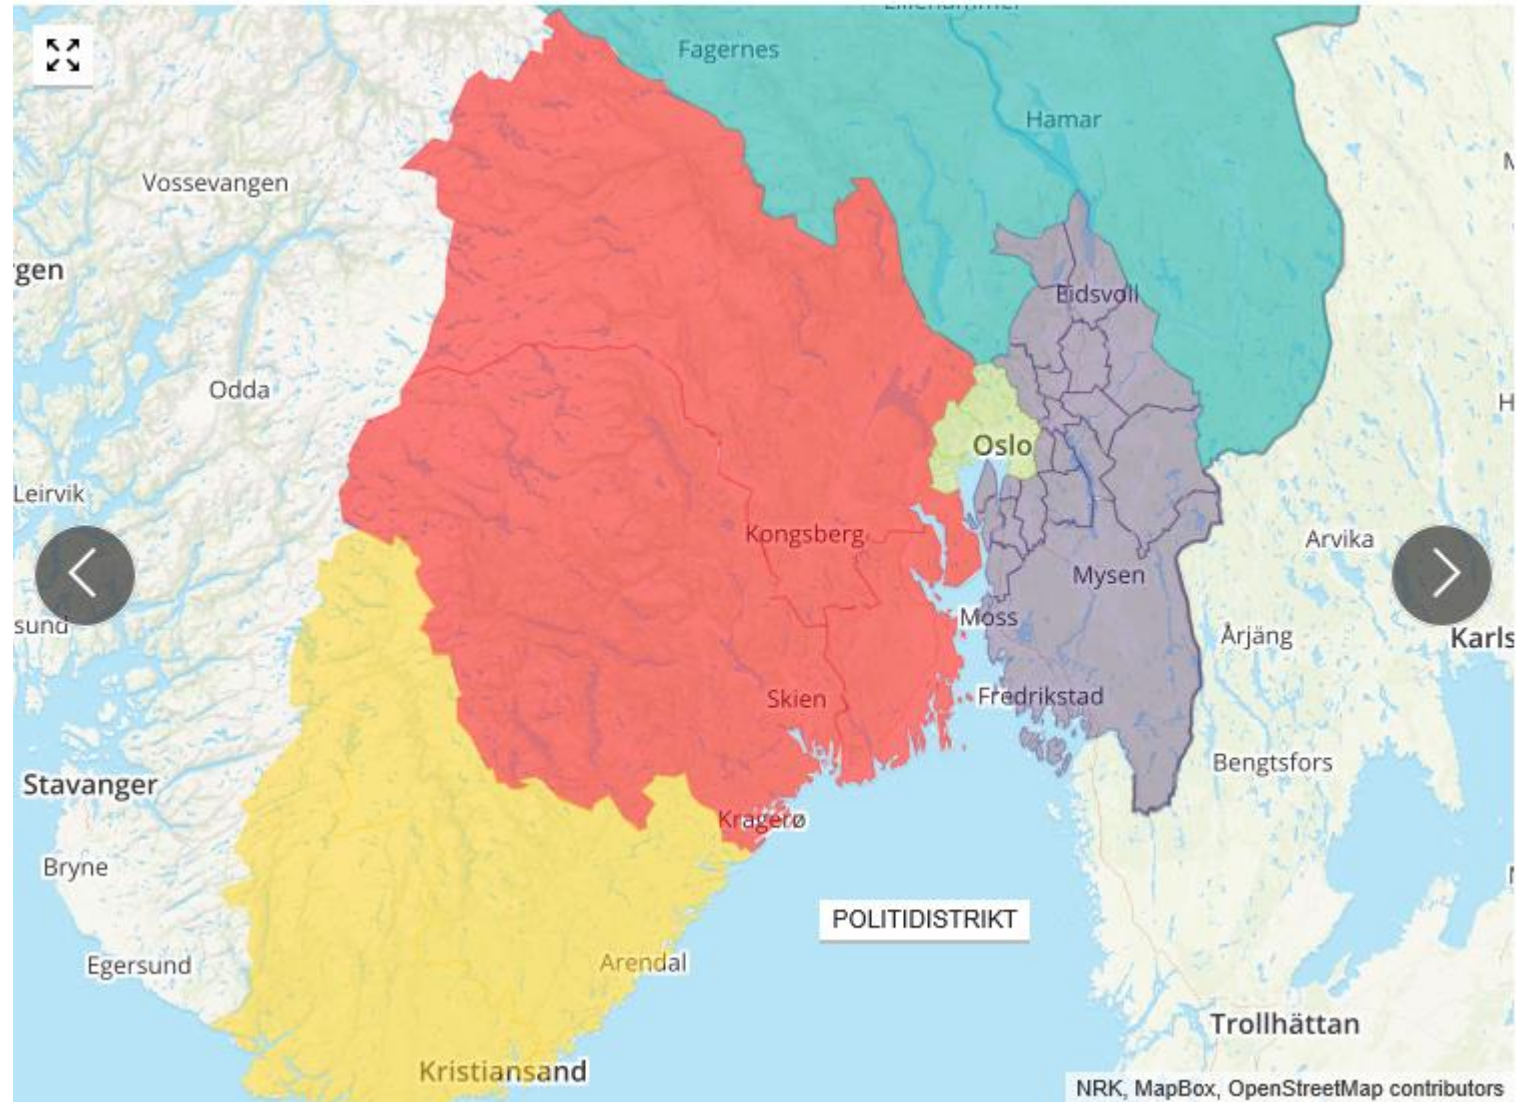 Fagernes
Hamar
Vossevangen
gen
Eidsvoll
Odda
Oslo
Leirvik
Kongsberg
Arvika
Mysen
sund
Moss
Årjäng
Karls
Skien
Fredrikstad
Bengtsfors
Stavanger
Kragerø
Bryne
POLITIDISTRIKT
Egersund
Arendal
Trollhättan
Kristiansand
NRK, MapBox, OpenStreetMap contributors